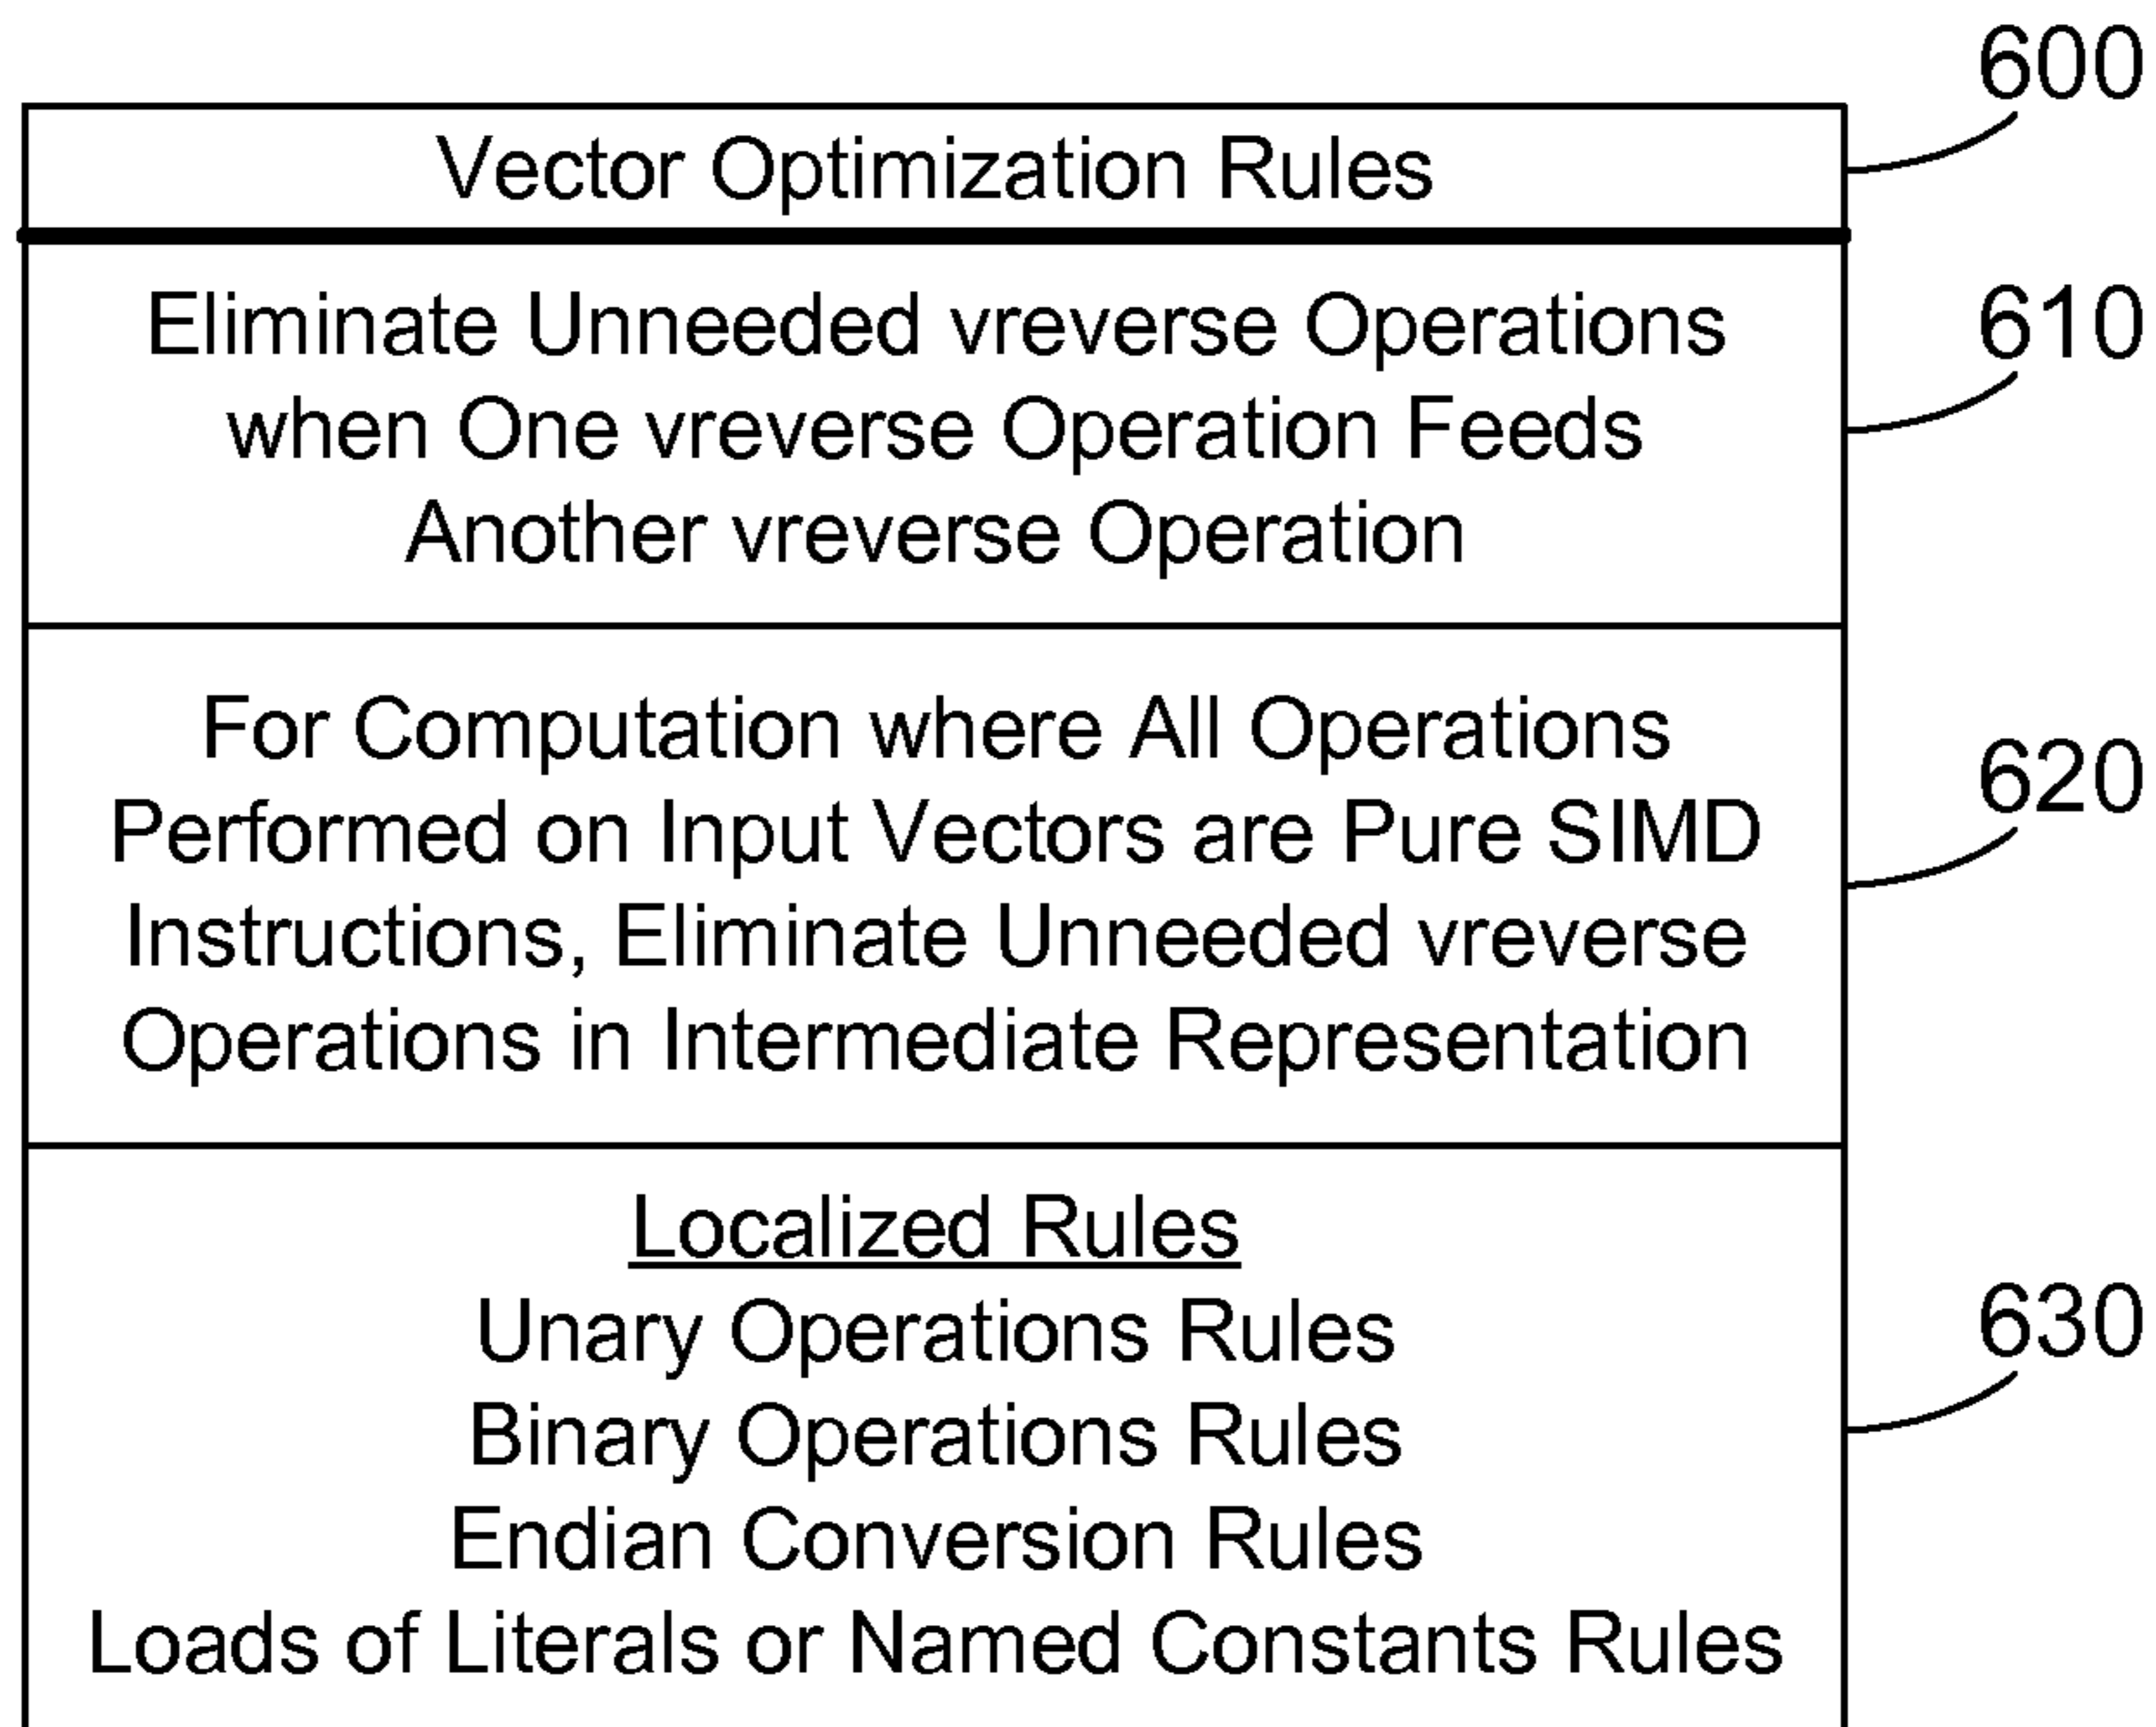 600
Vector Optimization Rules
Eliminate Unneeded vreverse Operations
610
when One vreverse Operation Feeds
Another vreverse Operation
For Computation where All Operations
620
Performed on Input Vectors are Pure SIMD
Instructions, Eliminate Unneeded vreverse
Operations in Intermediate Representation
Localized Rules
Unary Operations Rules
630
Binary Operations Rules
Endian Conversion Rules
Loads of Literals or Named Constants Rules